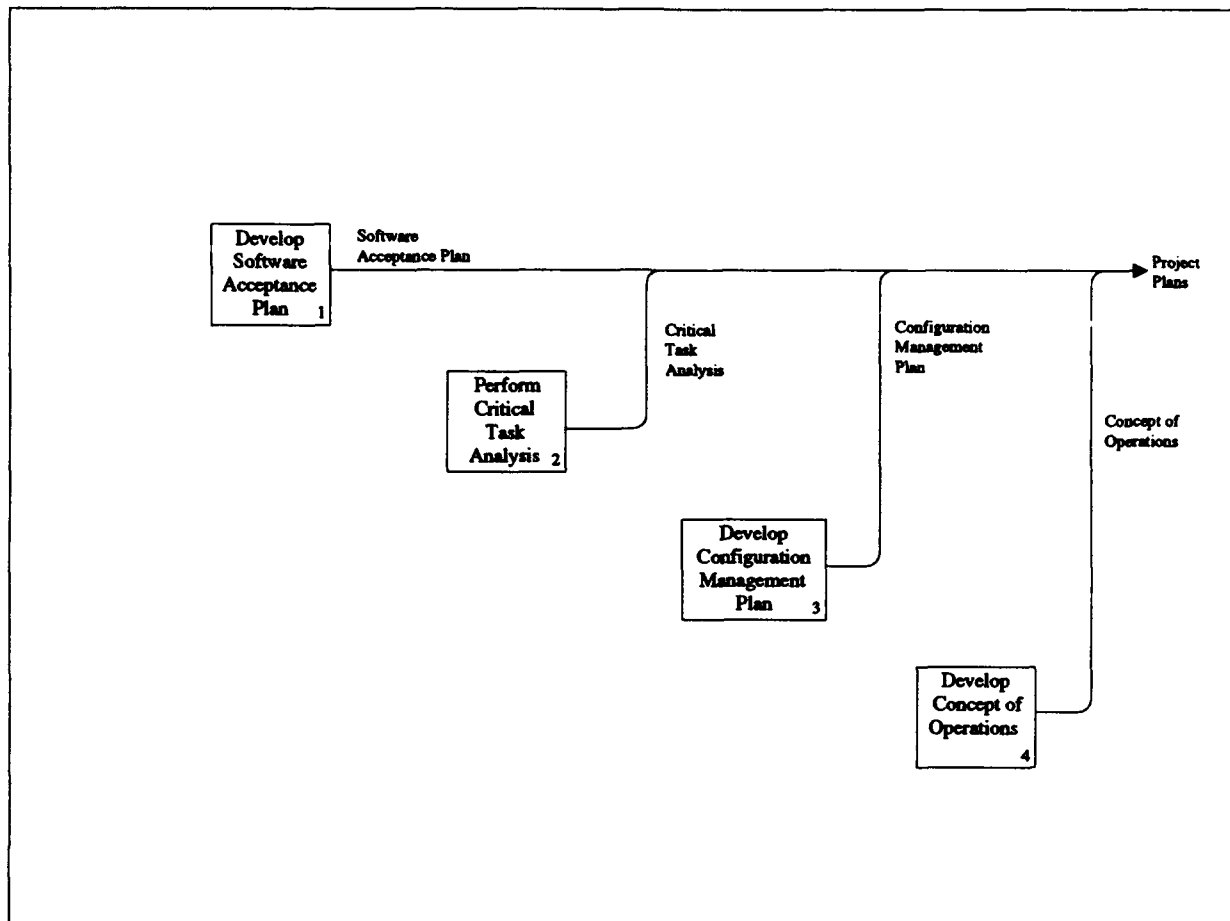 Develop
Software
Acceptance
Plan
1
Software
Acceptance Plan
Project
Plans
Critical
Task
Analysis
Configuration
Management
Plan
Perform
Critical
Task
Analysis
2
Concept of
Operations
Develop
Configuration
Management
Plan
3
Develop
Concept of
Operations
4